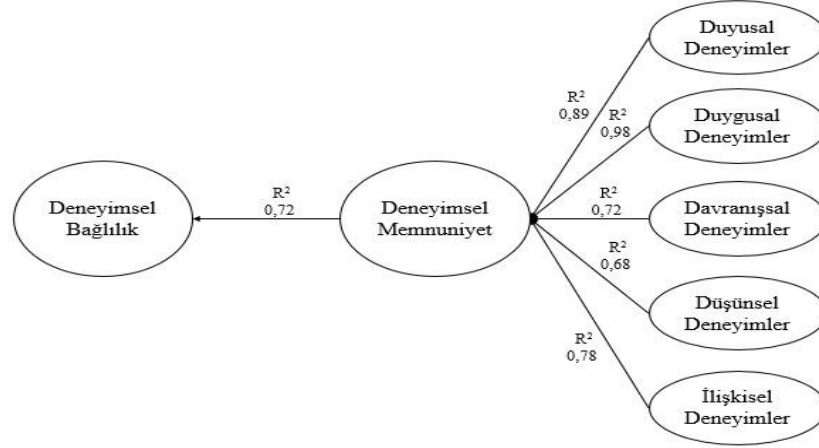 Duyusal
Deneyimler
R²
0,89
R²
0,98
Duygusal
Deneyimler
Deneyimsel
Bağlılık
R²
0,72
Deneyimsel
Memnuniyet
R²
0,72
Davranışsal
Deneyimler
R²
0,68
Düşünsel
Deneyimler
R²
0,78
İlişkisel
Deneyimler